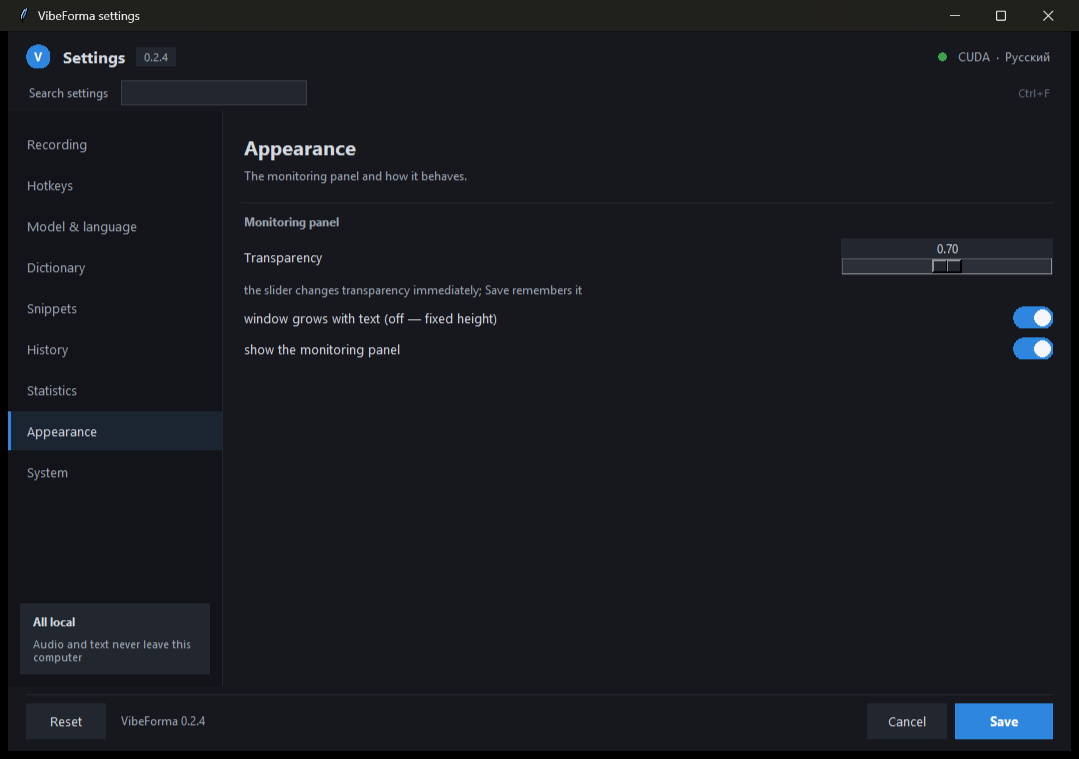 VibeForma settings
V Settings 0.2.4
CUDA · Русский
Search settings
Ctrl+F
Recording
Hotkeys
Model & language
Dictionary
Snippets
History
Statistics
Appearance
System
All local
Audio and text never leave this
computer
Appearance
The monitoring panel and how it behaves.
Monitoring panel
Transparency
0.70
the slider changes transparency immediately; Save remembers it
window grows with text (off — fixed height)
show the monitoring panel
Reset
VibeForma 0.2.4
Cancel
Save